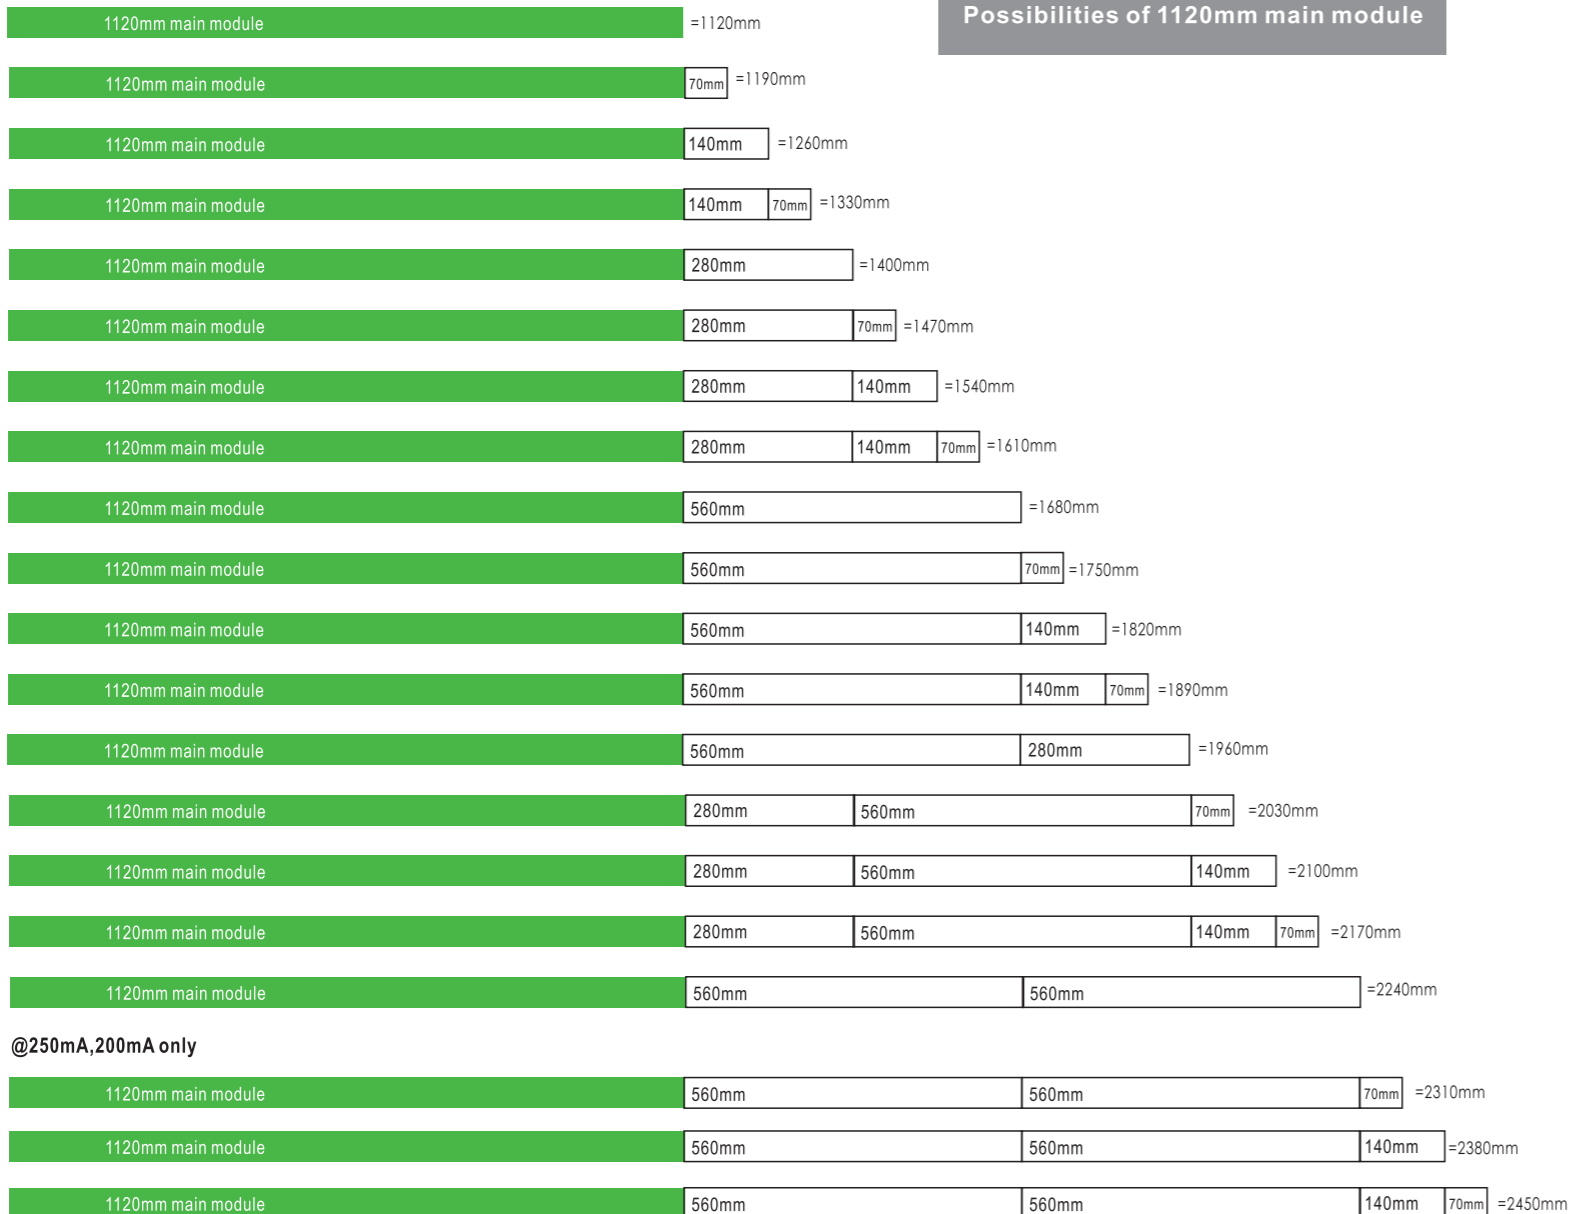 Possibilities of 1120mm main module
1120mm main module =1120mm
1120mm main module 70mm =1190mm
1120mm main module 140mm =1260mm
1120mm main module 140mm 70mm =1330mm
1120mm main module 280mm =1400mm
1120mm main module 280mm 70mm =1470mm
1120mm main module 280mm 140mm =1540mm
1120mm main module 280mm 140mm 70mm =1610mm
1120mm main module 560mm =1680mm
1120mm main module 560mm 70mm =1750mm
1120mm main module 560mm 140mm =1820mm
1120mm main module 560mm 140mm 70mm =1890mm
1120mm main module 560mm 280mm =1960mm
1120mm main module 280mm 560mm 70mm =2030mm
1120mm main module 280mm 560mm 140mm =2100mm
1120mm main module 280mm 560mm 140mm 70mm =2170mm
1120mm main module 560mm 560mm =2240mm
@250mA,200mA only
1120mm main module 560mm 560mm 70mm =2310mm
1120mm main module 560mm 560mm 140mm =2380mm
1120mm main module 560mm 560mm 140mm 70mm =2450mm